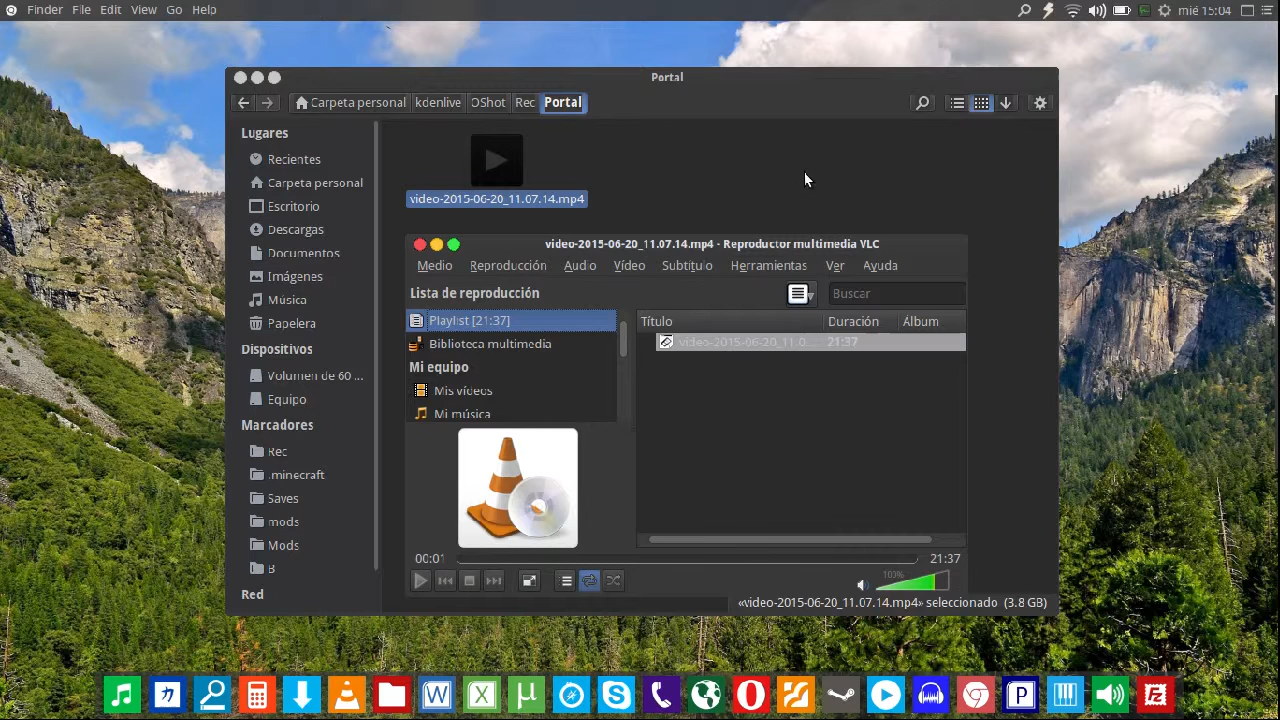 Finder File Edit View Go Help mié 15:04
Portal
Carpeta personal kdenlive OShot Rec Portal
Lugares
Recientes
Carpeta personal
Escritorio
Descargas
Documentos
Imágenes
Música
Papelera
Dispositivos
Volumen de 60 ...
Equipo
Marcadores
Rec
.minecraft
Saves
mods
Mods
B
Red
video-2015-06-20_11.07.14.mp4
video-2015-06-20_11.07.14.mp4 - Reproductor multimedia VLC
Medio Reproducción Audio Vídeo Subtítulo Herramientas Ver Ayuda
Lista de reproducción Buscar
Playlist [21:37]
Biblioteca multimedia
Mi equipo
Mis vídeos
Mi música
Título Duración Álbum
video-2015-06-20_11.0... 21:37
00:01 21:37
100%
«video-2015-06-20_11.07.14.mp4» seleccionado (3.8 GB)
W X µ P